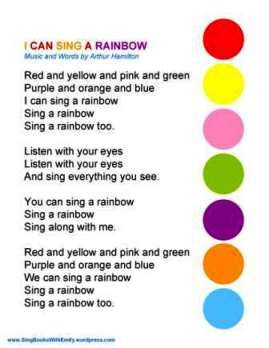 I CAN SING A RAINBOW
Music and Words by Arthur Hamilton
Red and yellow and pink and green
Purple and orange and blue
I can sing a rainbow
Sing a rainbow
Sing a rainbow too.
Listen with your eyes
Listen with your eyes
And sing everything you see.
You can sing a rainbow
Sing a rainbow
Sing along with me.
Red and yellow and pink and green
Purple and orange and blue
We can sing a rainbow
Sing a rainbow
Sing a rainbow too.
www.SingBooksWithEmily.wordpress.com